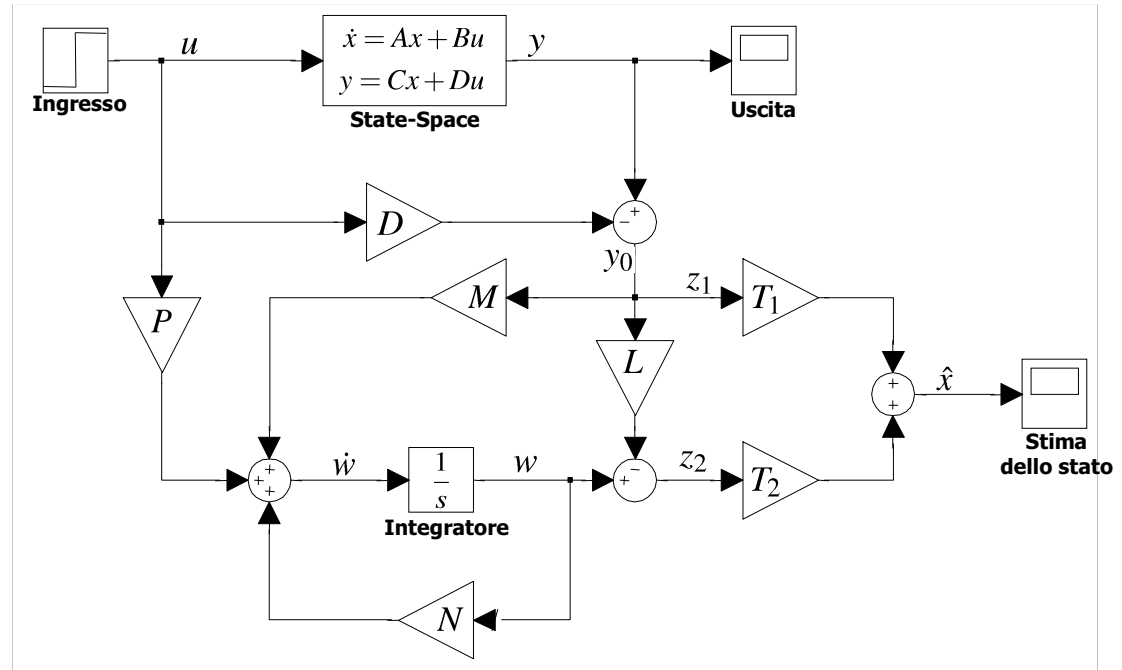 u
ẋ = Ax + Bu
y = Cx + Du
y
Ingresso
State-Space
Uscita
D
+
−
y₀
P
M
z₁
T₁
L
+
+
x̂
Stima
dello stato
+
+
+
ẇ
1
s
w
−
+
z₂
T₂
Integratore
N